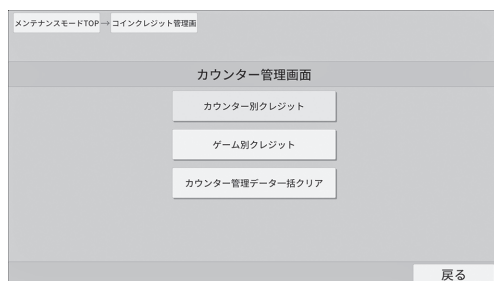 メンテナンスモードTOP→コインクレジット管理画
カウンター管理画面
カウンター別クレジット
ゲーム別クレジット
カウンター管理データ一括クリア
戻る